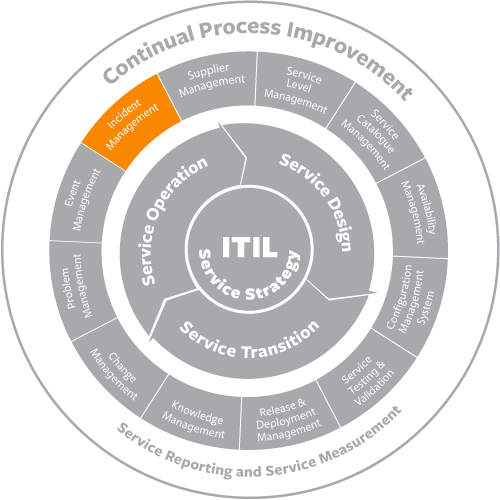 Continual Process Improvement
Supplier
Management
Service
Level
Management
Service
Catalogue
Management
Availability
Management
Configuration
Management
System
Service
Testing &
Validation
Release &
Deployment
Management
Knowledge
Management
Change
Management
Problem
Management
Event
Management
Incident
Management
Service Operation
Service Design
Service Transition
ITIL
Service Strategy
Service Reporting and Service Measurement